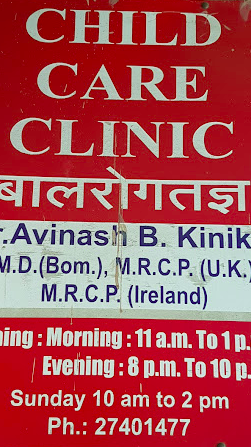 CHILD
CARE
CLINIC
बालरोगतज्ञ
r.Avinash B. Kinik
M.D.(Bom.), M.R.C.P. (U.K.)
M.R.C.P. (Ireland)
ning : Morning : 11 a.m. To 1 p.
Evening : 8 p.m. To 10 p.
Sunday 10 am to 2 pm
Ph.: 27401477